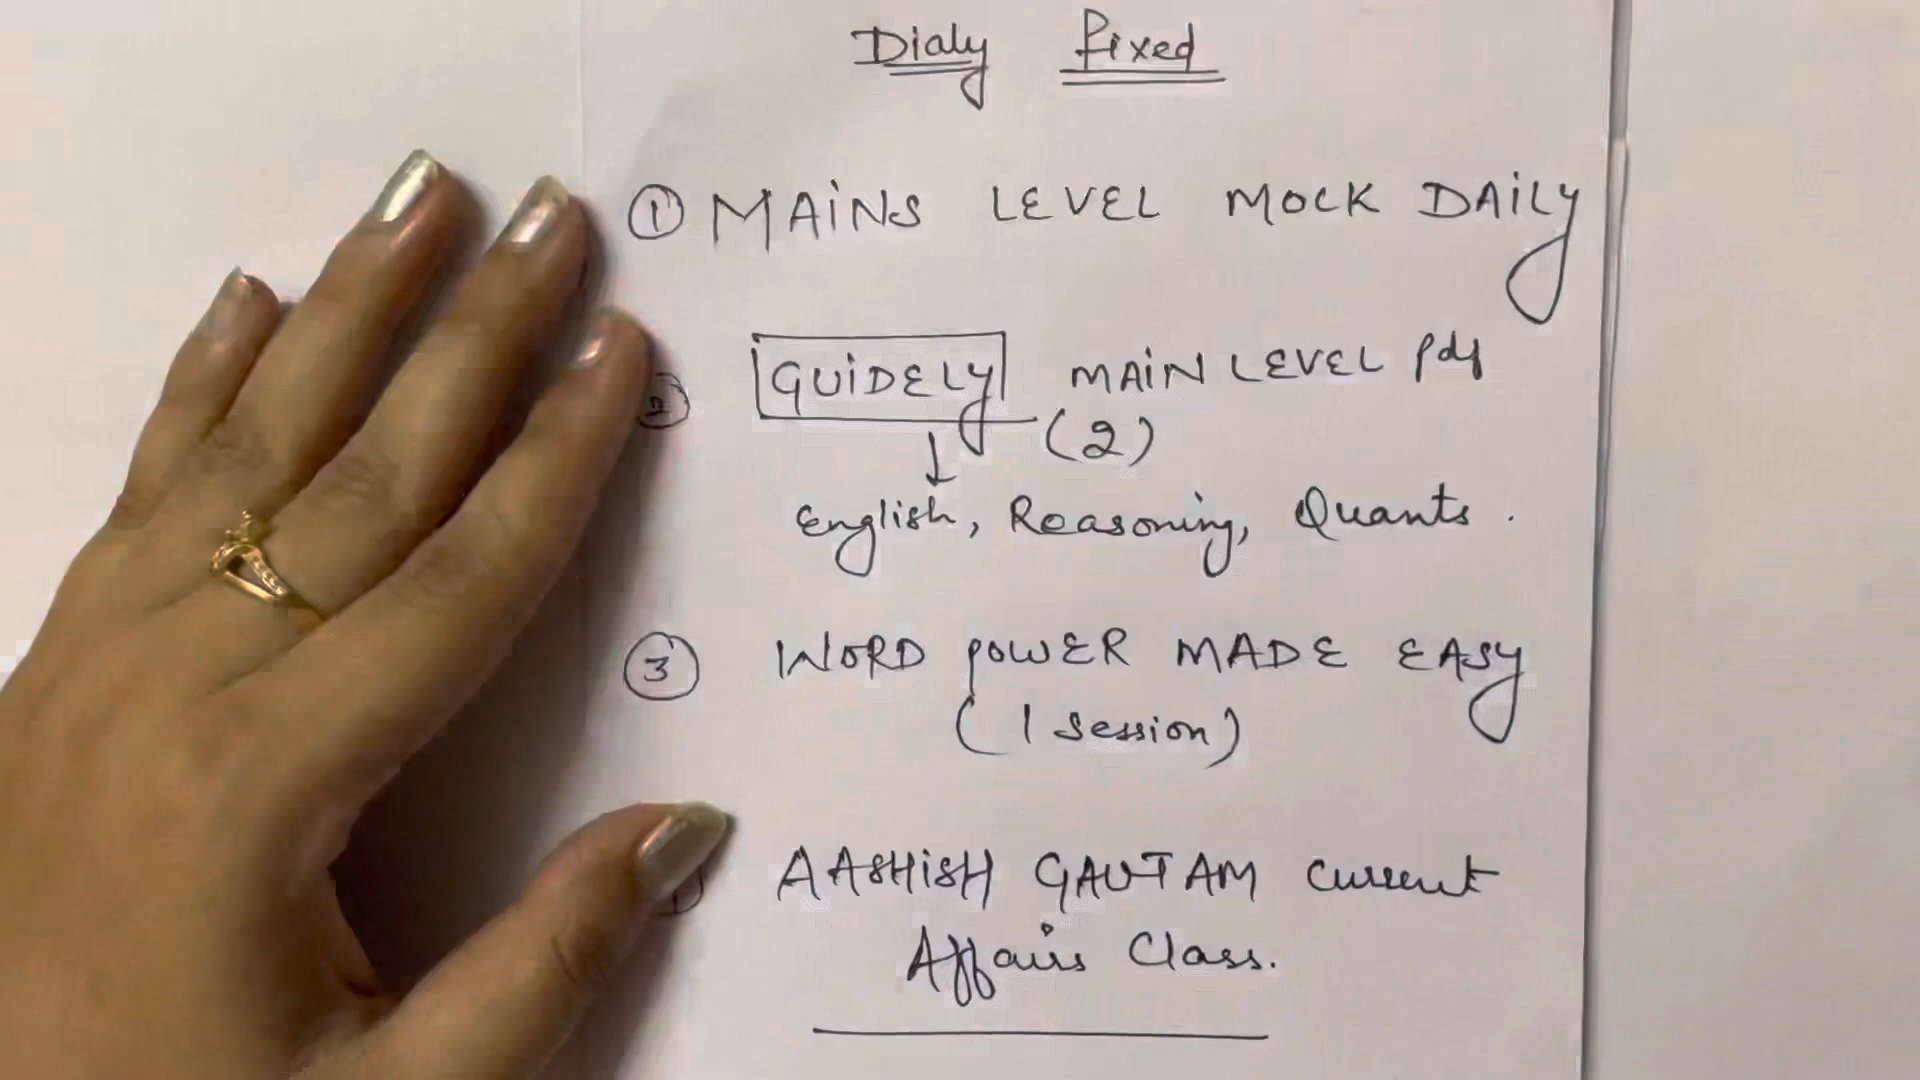 Dialy fixed
① MAINS LEVEL MOCK DAILY
② GUIDELY MAIN LEVEL pdf
(2)
↓
English, Reasoning, Quants.
③ WORD POWER MADE EASY
(1 session)
AASHISH GAUTAM Current
Affairs Class.